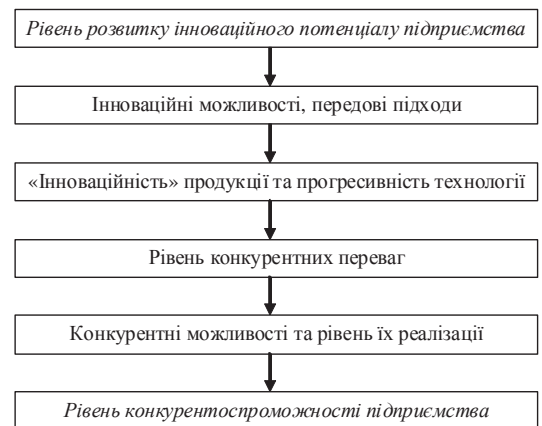 Рівень розвитку інноваційного потенціалу підприємства
Інноваційні можливості, передові підходи
«Інноваційність» продукції та прогресивність технології
Рівень конкурентних переваг
Конкурентні можливості та рівень їх реалізації
Рівень конкурентоспроможності підприємства